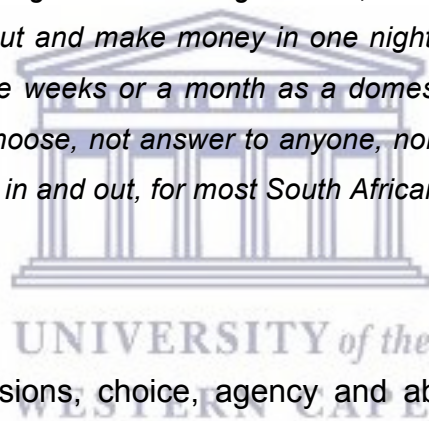 ut and make money in one night
e weeks or a month as a domes
hoose, not answer to anyone, no
in and out, for most South African
UNIVERSITY of the
sions, choice, agency and ab
WESTERN CAPE